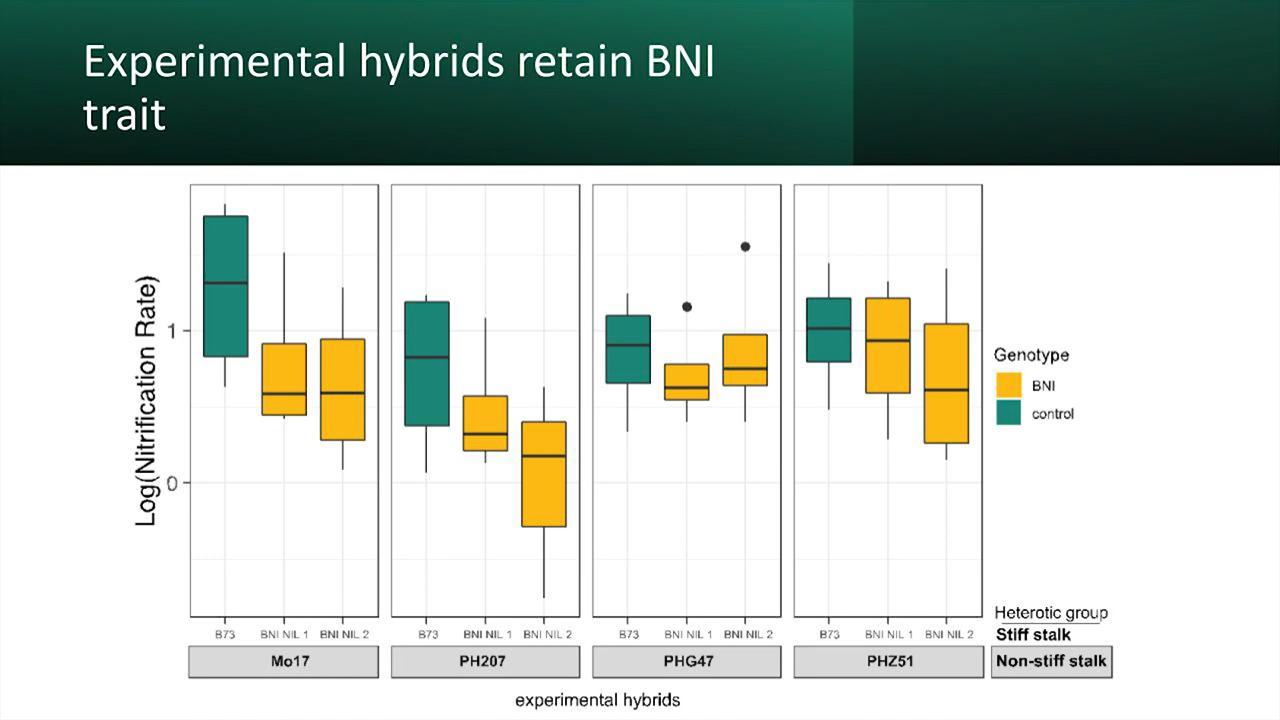 Experimental hybrids retain BNI
trait
Log(Nitrification Rate)
1
0
B73 BNI NIL 1 BNI NIL 2
Mo17
B73 BNI NIL 1 BNI NIL 2
PH207
B73 BNI NIL 1 BNI NIL 2
PHG47
B73 BNI NIL 1 BNI NIL 2
PHZ51
experimental hybrids
Genotype
BNI
control
Heterotic group
Stiff stalk
Non-stiff stalk